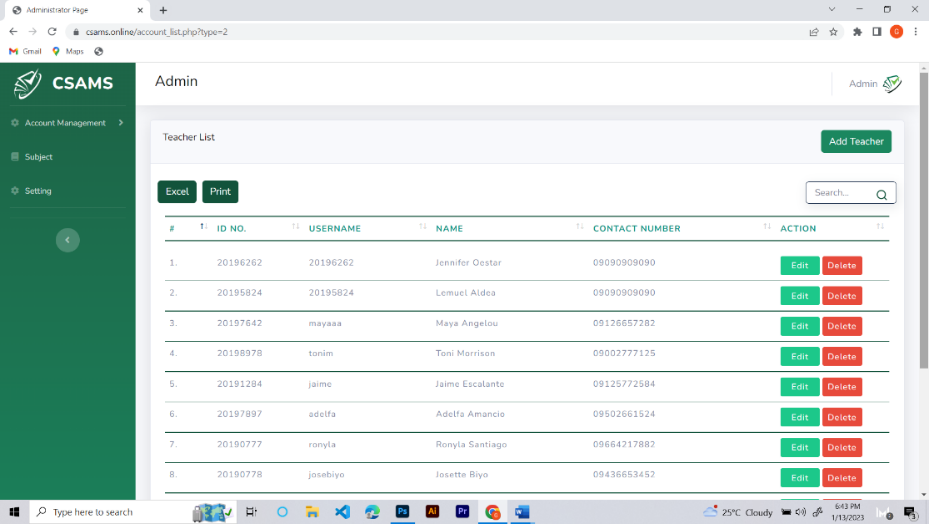 Administrator Page
csams.online/account_list.php?type=2
G
Gmail Maps
CSAMS
Admin
Admin
Account Management
Subject
Setting
Teacher List
Add Teacher
Excel Print
Search...
# ID NO. USERNAME NAME CONTACT NUMBER ACTION
1. 20196262 20196262 Jennifer Oestar 09090909090 Edit Delete
2. 20195824 20195824 Lemuel Aldea 09090909090 Edit Delete
3. 20197642 mayaaa Maya Angelou 09126657282 Edit Delete
4. 20198978 tonim Toni Morrison 09002777125 Edit Delete
5. 20191284 jaime Jaime Escalante 09125772584 Edit Delete
6. 20197897 adelfa Adelfa Amancio 09502661524 Edit Delete
7. 20190777 ronyla Ronyla Santiago 09664217882 Edit Delete
8. 20190778 josebiyo Josette Biyo 09436653452 Edit Delete
Type here to search
Ps
Ai
Pr
25°C Cloudy
6:43 PM
1/13/2023
3